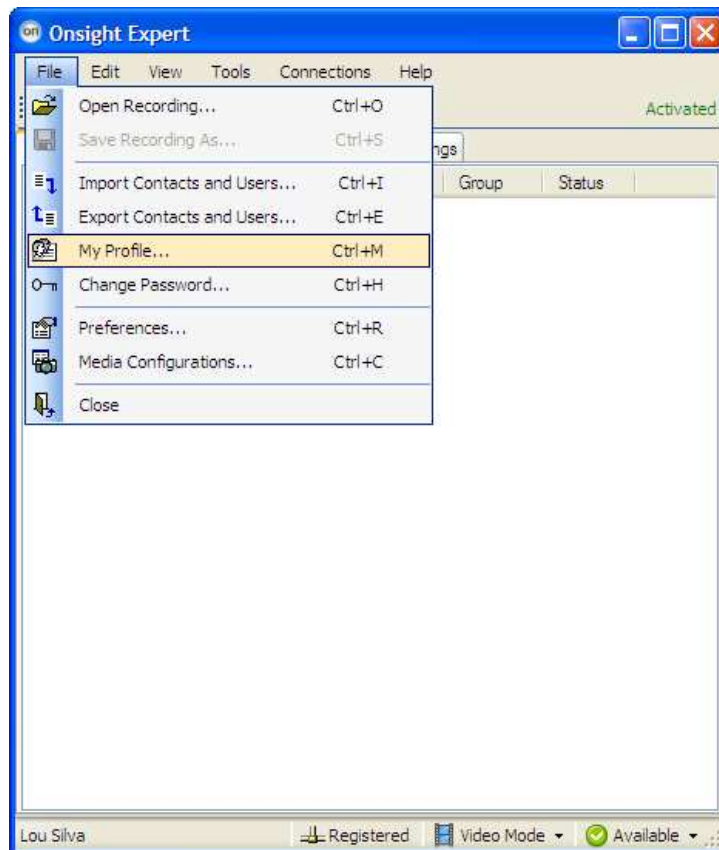 on Onsight Expert
File Edit View Tools Connections Help
Open Recording... Ctrl+O
Activated
Save Recording As... Ctrl+S
ngs
Import Contacts and Users... Ctrl+I
Group Status
Export Contacts and Users... Ctrl+E
My Profile... Ctrl+M
Change Password... Ctrl+H
Preferences... Ctrl+R
Media Configurations... Ctrl+C
Close
Lou Silva Registered Video Mode Available